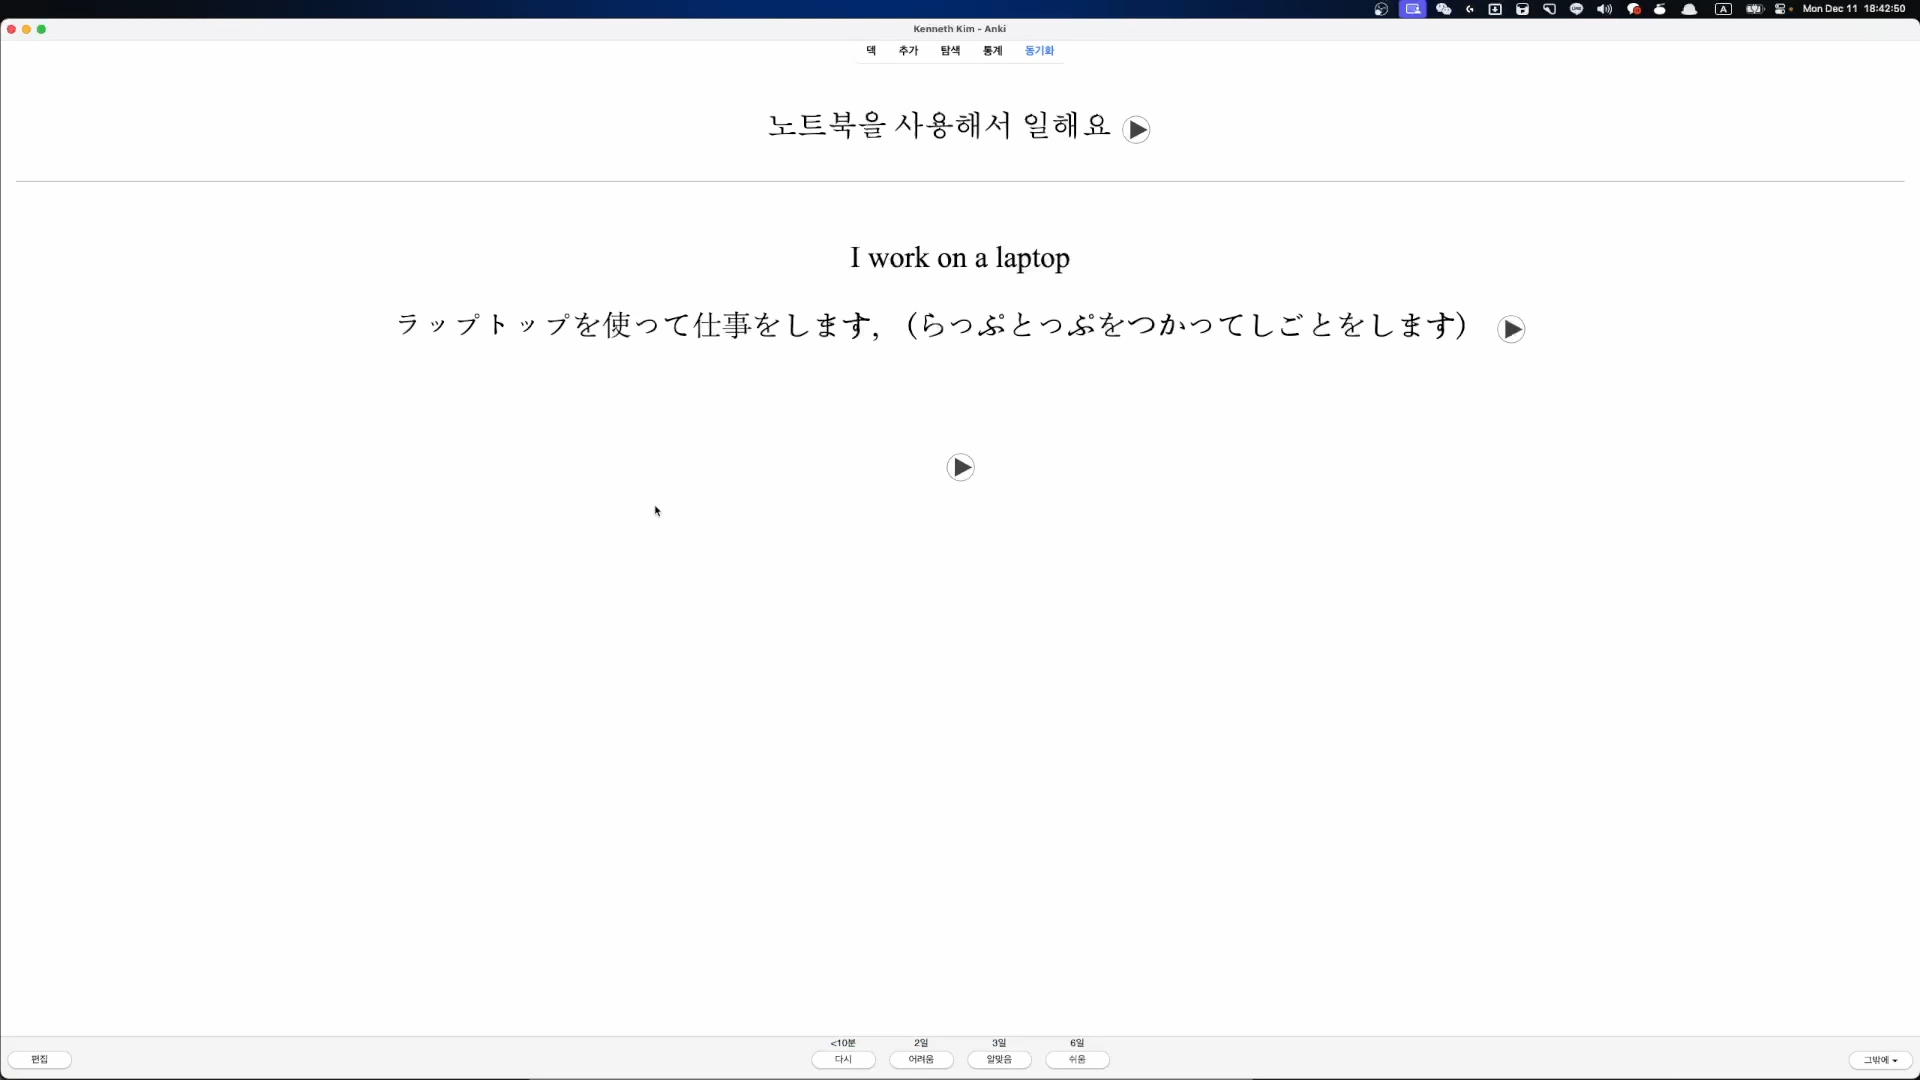 Mon Dec 11 18:42:50
Kenneth Kim - Anki
덱 추가 탐색 통계 동기화
노트북을 사용해서 일해요
I work on a laptop
ラップトップを使って仕事をします, (らっぷとっぷをつかってしごとをします)
<10분 2일 3일 6일
편집 다시 어려움 알맞음 쉬움 그밖에